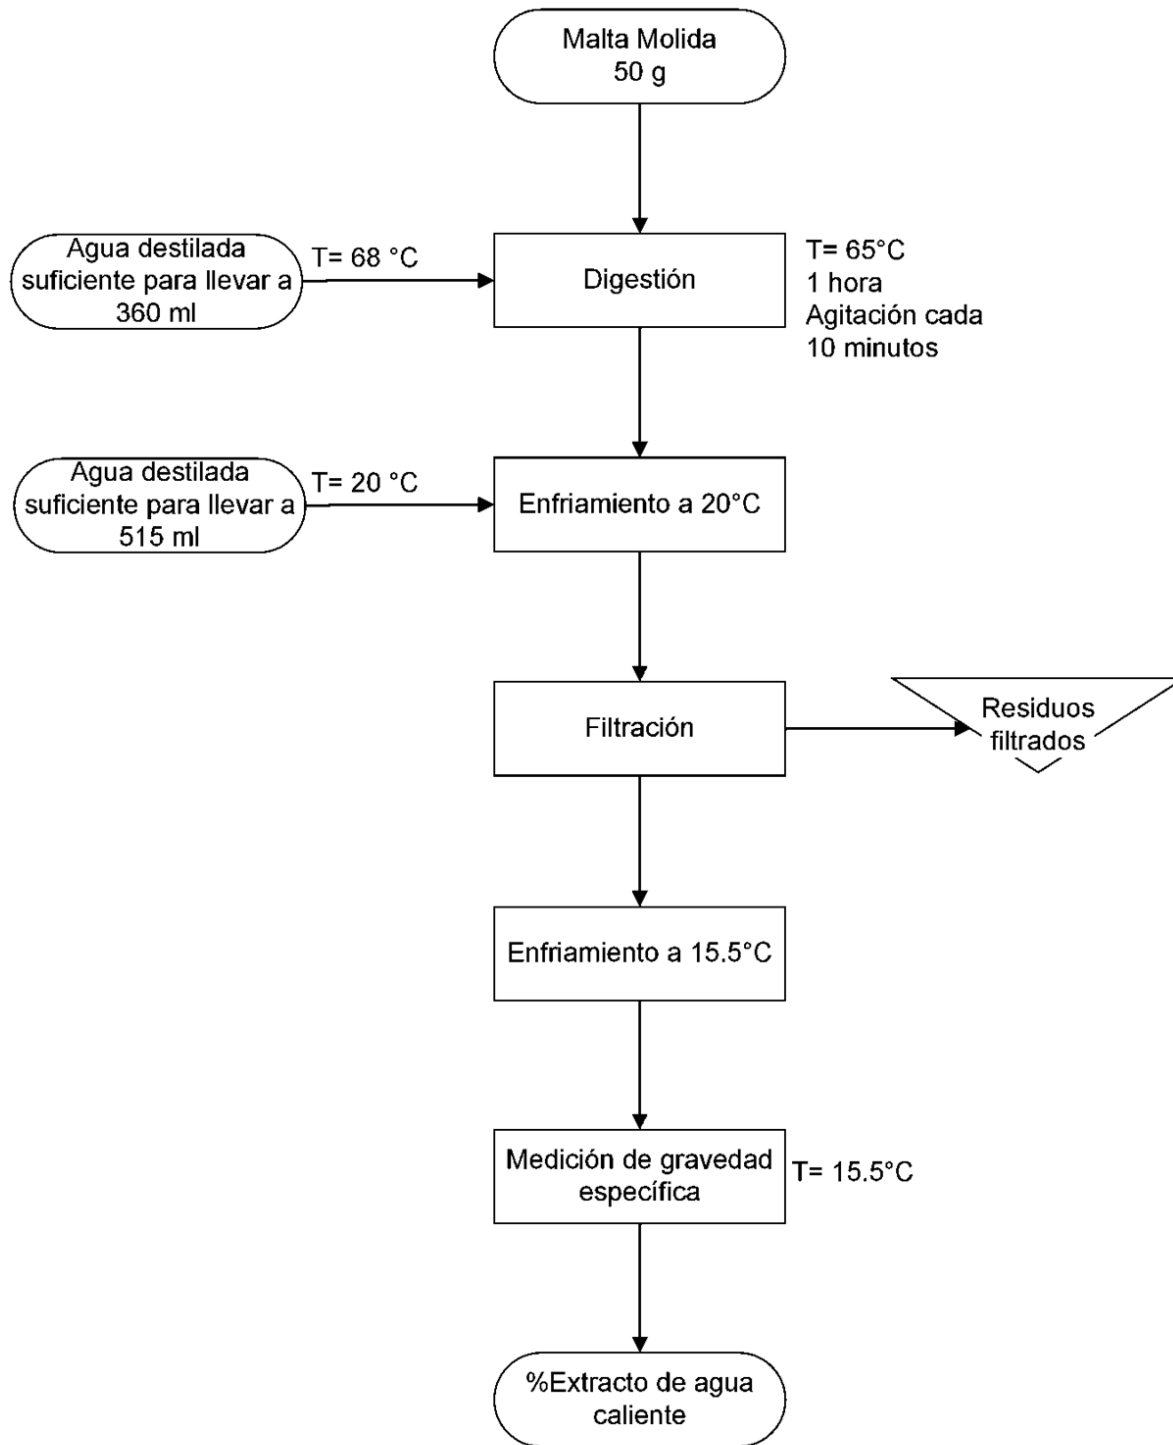 Malta Molida
50 g
Agua destilada
suficiente para llevar a
360 ml
T= 68 °C
Digestión
T= 65°C
1 hora
Agitación cada
10 minutos
Agua destilada
suficiente para llevar a
515 ml
T= 20 °C
Enfriamiento a 20°C
Filtración
Residuos
filtrados
Enfriamiento a 15.5°C
Medición de gravedad
específica
T= 15.5°C
%Extracto de agua
caliente